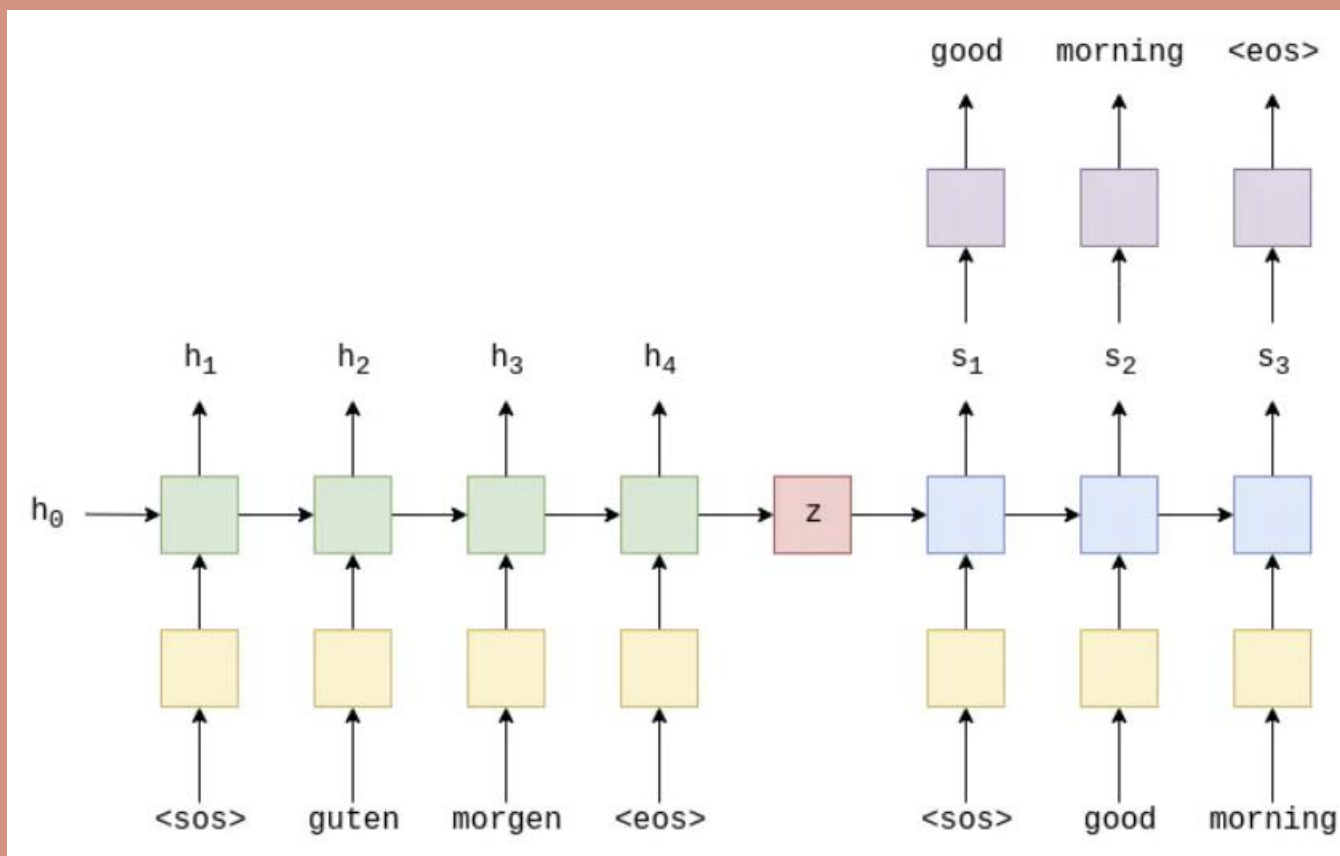 good morning <eos>
h₁ h₂ h₃ h₄ s₁ s₂ s₃
h₀ z
<sos> guten morgen <eos> <sos> good morning